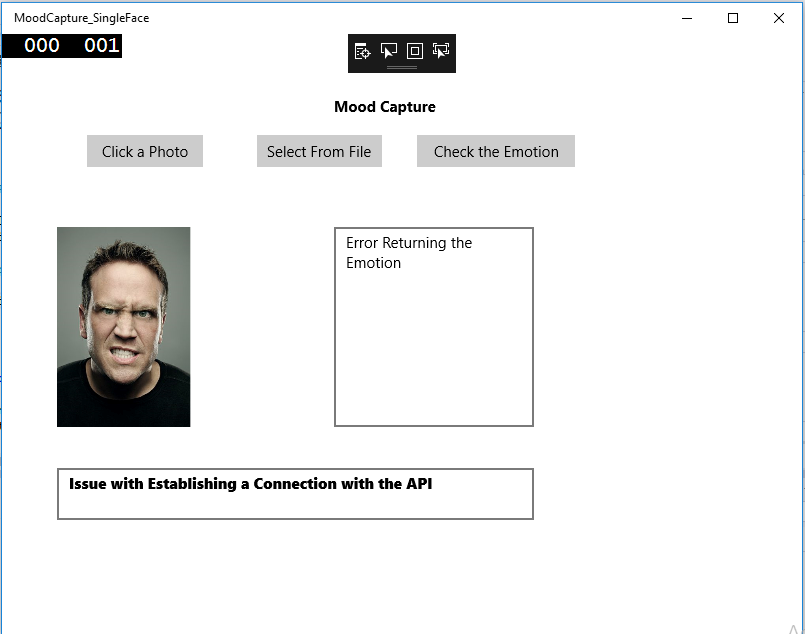 MoodCapture_SingleFace
000 001
Mood Capture
Click a Photo
Select From File
Check the Emotion
Error Returning the
Emotion
Issue with Establishing a Connection with the API